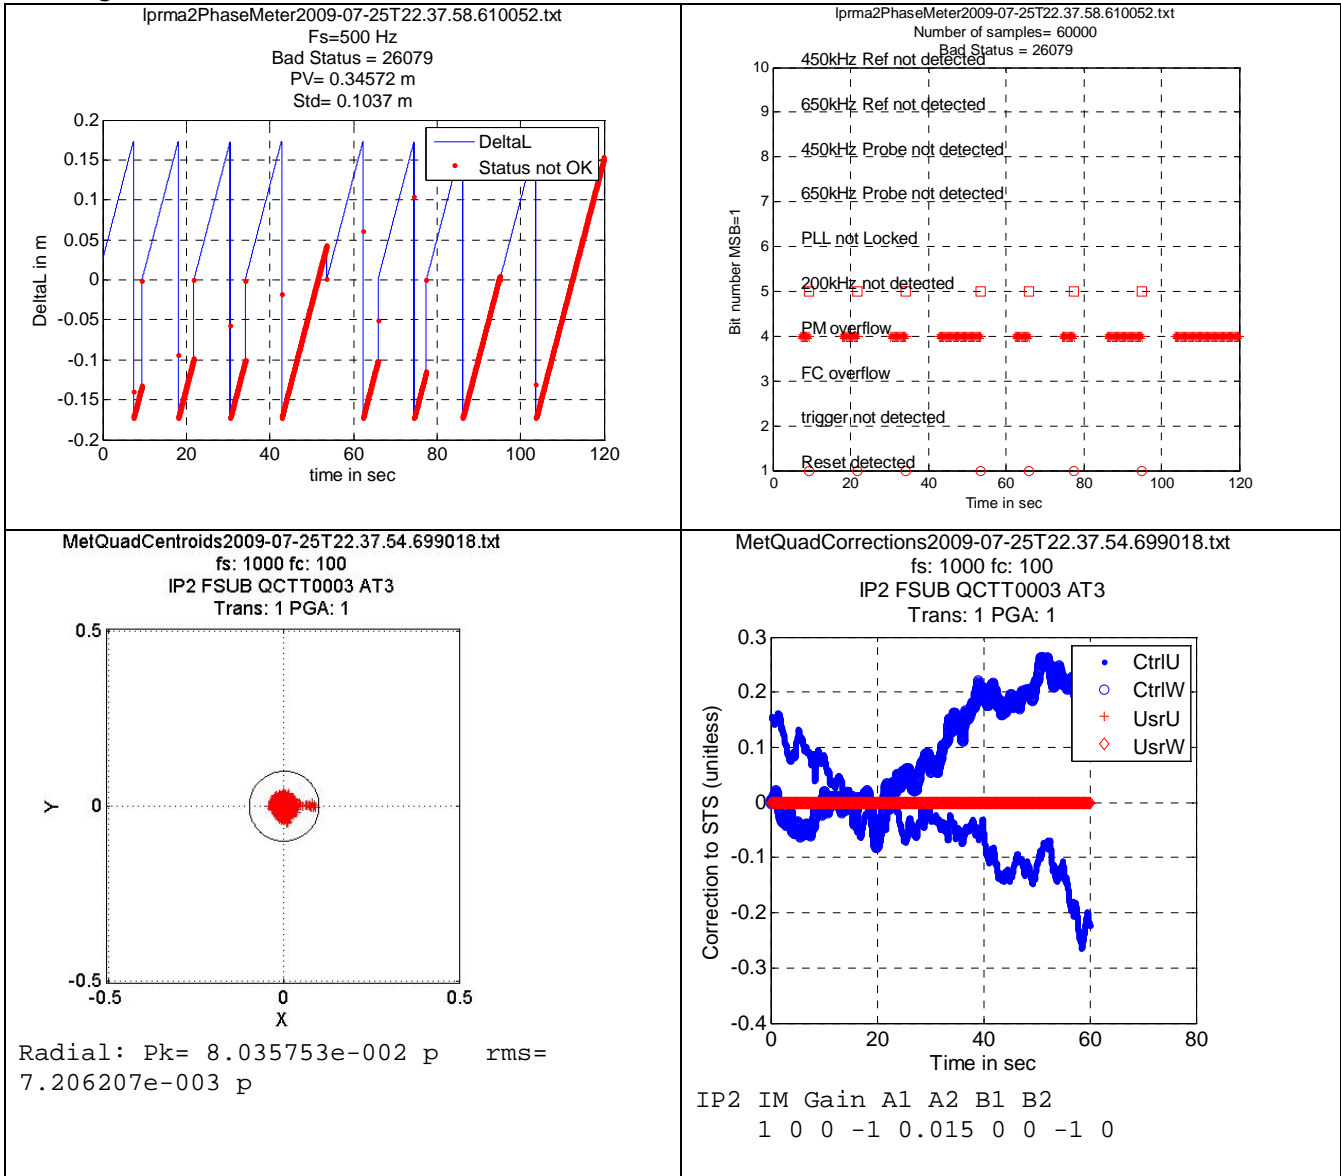 lprma2PhaseMeter2009-07-25T22.37.58.610052.txt
Fs=500 Hz
Bad Status = 26079
PV= 0.34572 m
Std= 0.1037 m
0.2
0.15
0.1
0.05
0
-0.05
-0.1
-0.15
-0.2
DeltaL in m
DeltaL
Status not OK
0 20 40 60 80 100 120
time in sec
lprma2PhaseMeter2009-07-25T22.37.58.610052.txt
Number of samples= 60000
Bad Status = 26079
10
9
8
7
6
5
4
3
2
1
Bit number MSB=1
450kHz Ref not detected
650kHz Ref not detected
450kHz Probe not detected
650kHz Probe not detected
PLL not Locked
200kHz not detected
PM overflow
FC overflow
trigger not detected
Reset detected
0 20 40 60 80 100 120
Time in sec
MetQuadCentroids2009-07-25T22.37.54.699018.txt
fs: 1000 fc: 100
IP2 FSUB QCTT0003 AT3
Trans: 1 PGA: 1
0.5
0
-0.5
Y
-0.5 0 0.5
X
Radial: Pk= 8.035753e-002 p rms=
7.206207e-003 p
MetQuadCorrections2009-07-25T22.37.54.699018.txt
fs: 1000 fc: 100
IP2 FSUB QCTT0003 AT3
Trans: 1 PGA: 1
0.3
0.2
0.1
0
-0.1
-0.2
-0.3
-0.4
Correction to STS (unitless)
CtrlU
CtrlW
UsrU
UsrW
0 20 40 60 80
Time in sec
IP2 IM Gain A1 A2 B1 B2
1 0 0 -1 0.015 0 0 -1 0